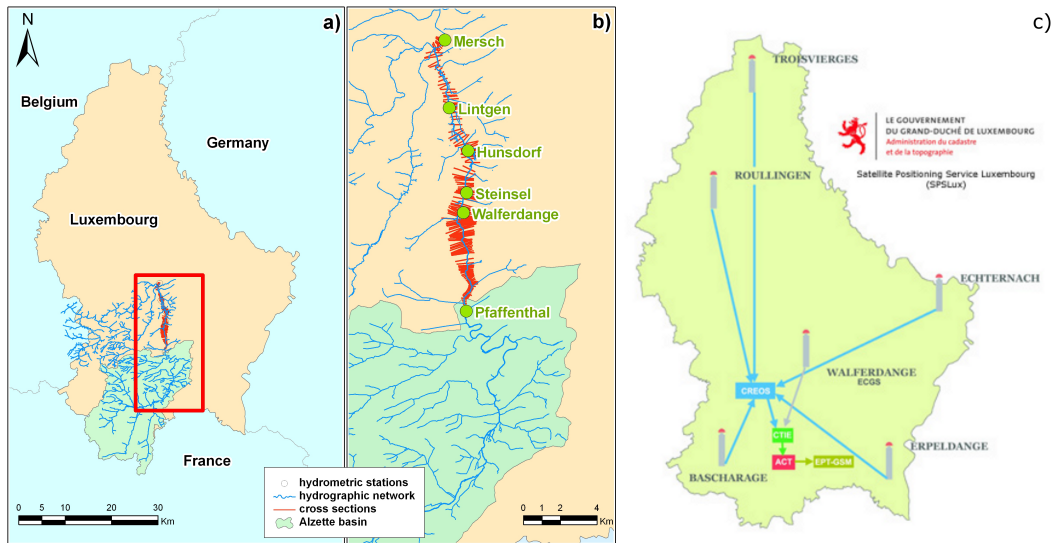 a)
N
Belgium
Germany
Luxembourg
France
0 5 10 20 30
Km
b)
Mersch
Lintgen
Hunsdorf
Steinsel
Walferdange
Pfaffenthal
hydrometric stations
hydrographic network
cross sections
Alzette basin
0 1 2 4
Km
c)
TROISVIERGES
LE GOUVERNEMENT
DU GRAND-DUCHÉ DE LUXEMBOURG
Administration du cadastre
et de la topographie
Satellite Positioning Service Luxembourg
(SPSLux)
ROULLINGEN
ECHTERNACH
WALFERDANGE
ECGS
CREOS
CTIE
ACT
EPT-GSM
ERPELDANGE
BASCHARAGE